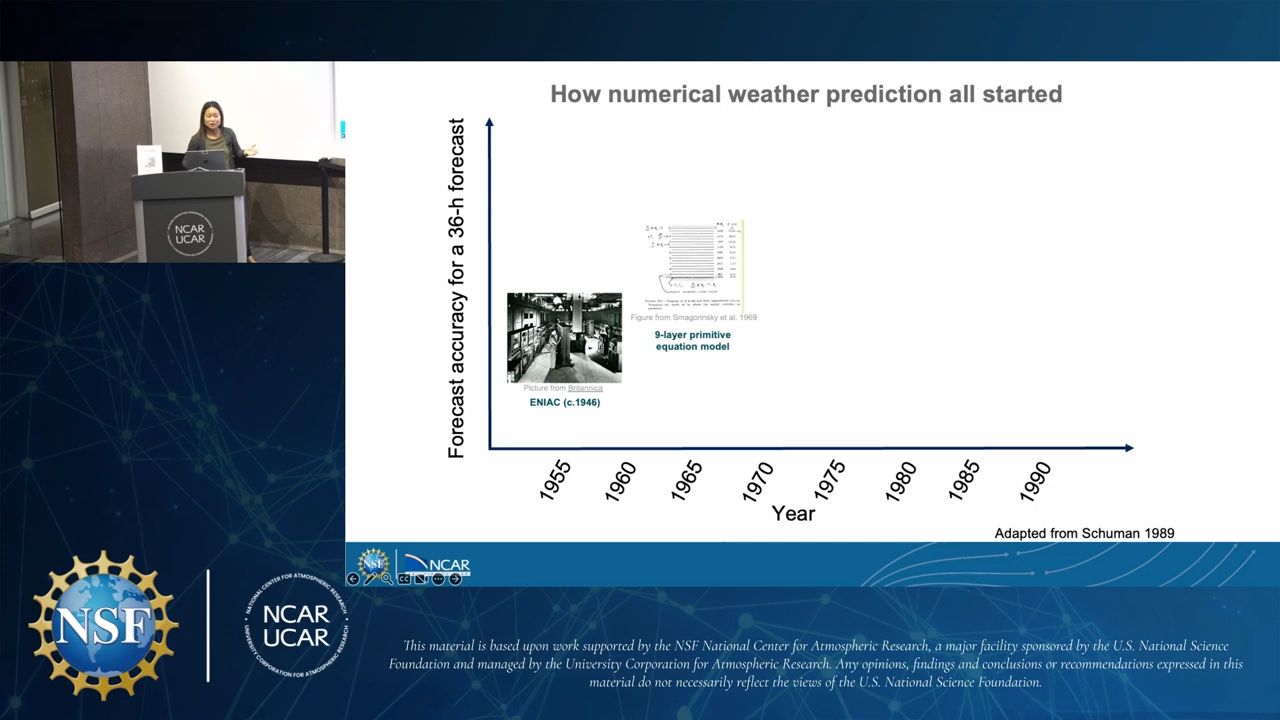 How numerical weather prediction all started
Forecast accuracy for a 36-h forecast
Figure from Smagorinsky et al. 1969
9-layer primitive
equation model
Picture from Britannica
ENIAC (c.1946)
1955
1960
1965
1970
1975
1980
1985
1990
Year
Adapted from Schuman 1989
NCAR
UCAR
NCAR
NSF
NATIONAL CENTER FOR ATMOSPHERIC RESEARCH
NCAR
UCAR
UNIVERSITY CORPORATION FOR ATMOSPHERIC RESEARCH
This material is based upon work supported by the NSF National Center for Atmospheric Research, a major facility sponsored by the U.S. National Science
Foundation and managed by the University Corporation for Atmospheric Research. Any opinions, findings and conclusions or recommendations expressed in this
material do not necessarily reflect the views of the U.S. National Science Foundation.